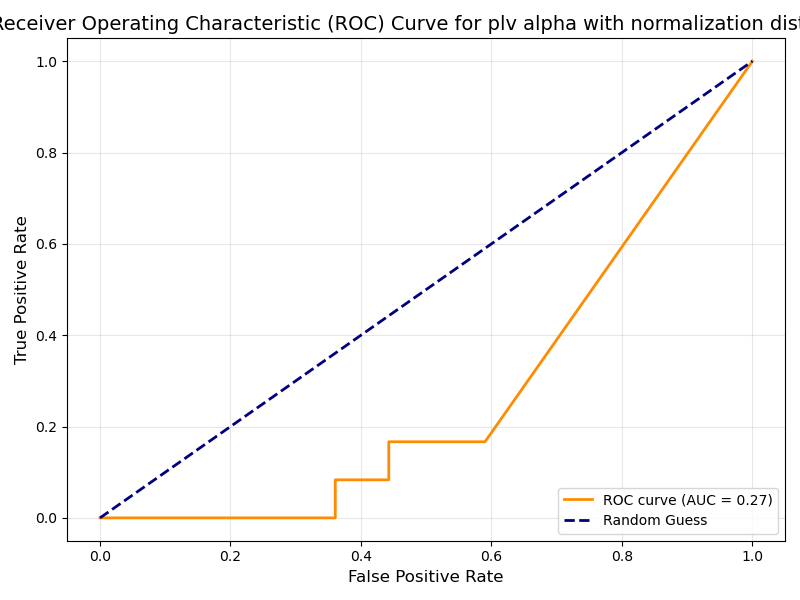 Receiver Operating Characteristic (ROC) Curve for plv alpha with normalization dist
1.0
0.8
0.6
0.4
0.2
0.0
True Positive Rate
0.0 0.2 0.4 0.6 0.8 1.0
False Positive Rate
ROC curve (AUC = 0.27)
Random Guess